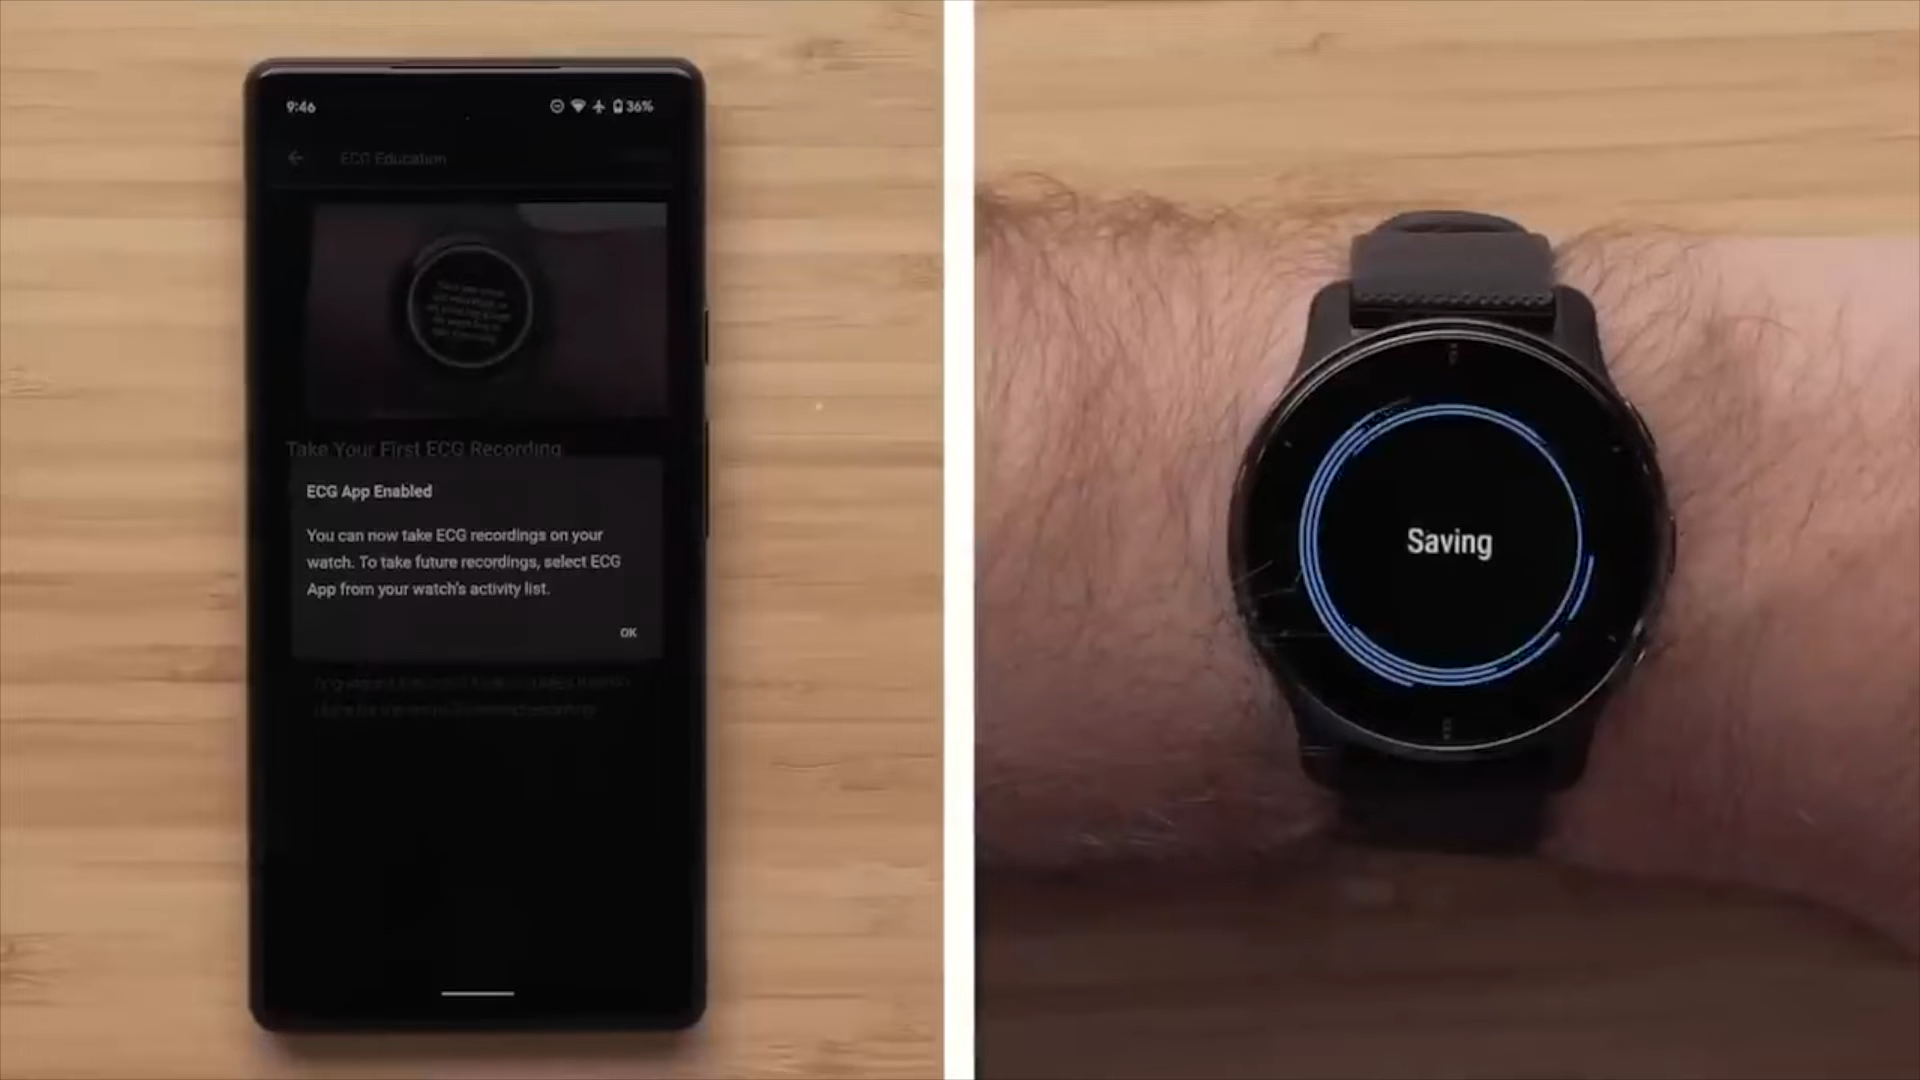 9:46
36%
ECG Education
Take Your First ECG Recording
ECG App Enabled
You can now take ECG recordings on your
watch. To take future recordings, select ECG
App from your watch's activity list.
OK
Saving